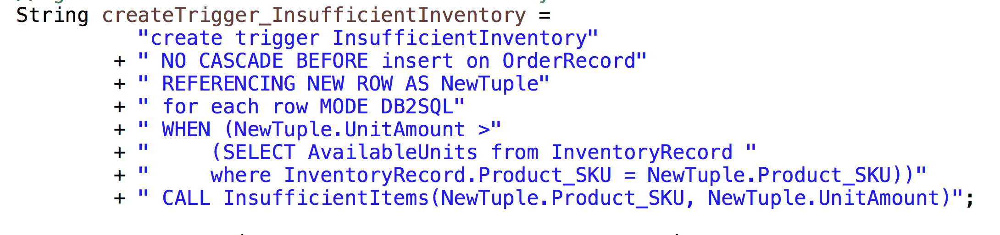 String createTrigger_InsufficientInventory =
"create trigger InsufficientInventory"
+ " NO CASCADE BEFORE insert on OrderRecord"
+ " REFERENCING NEW ROW AS NewTuple"
+ " for each row MODE DB2SQL"
+ " WHEN (NewTuple.UnitAmount >"
+ "     (SELECT AvailableUnits from InventoryRecord "
+ "     where InventoryRecord.Product_SKU = NewTuple.Product_SKU))"
+ " CALL InsufficientItems(NewTuple.Product_SKU, NewTuple.UnitAmount)";